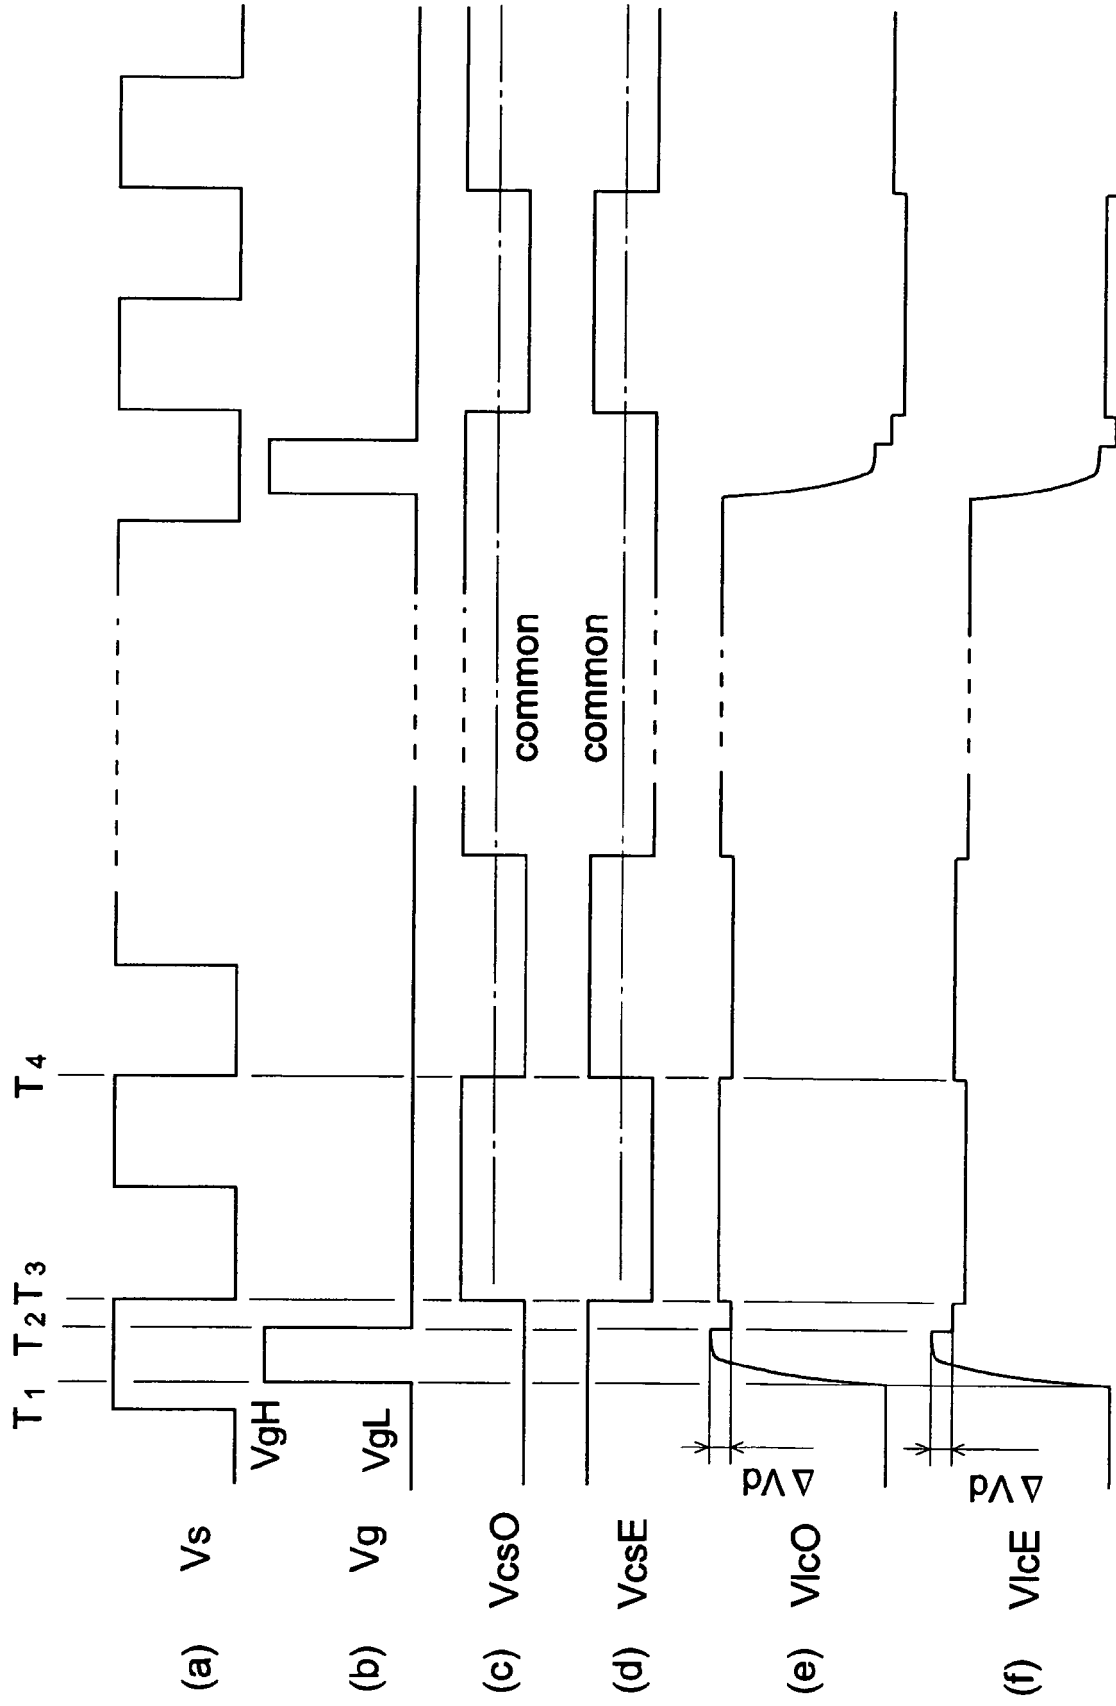 T1 T2 T3 T4
(a) Vs
VgH
(b) Vg VgL
(c) VcsO
common
(d) VcsE
common
(e) VlcO ΔVd
(f) VlcE ΔVd